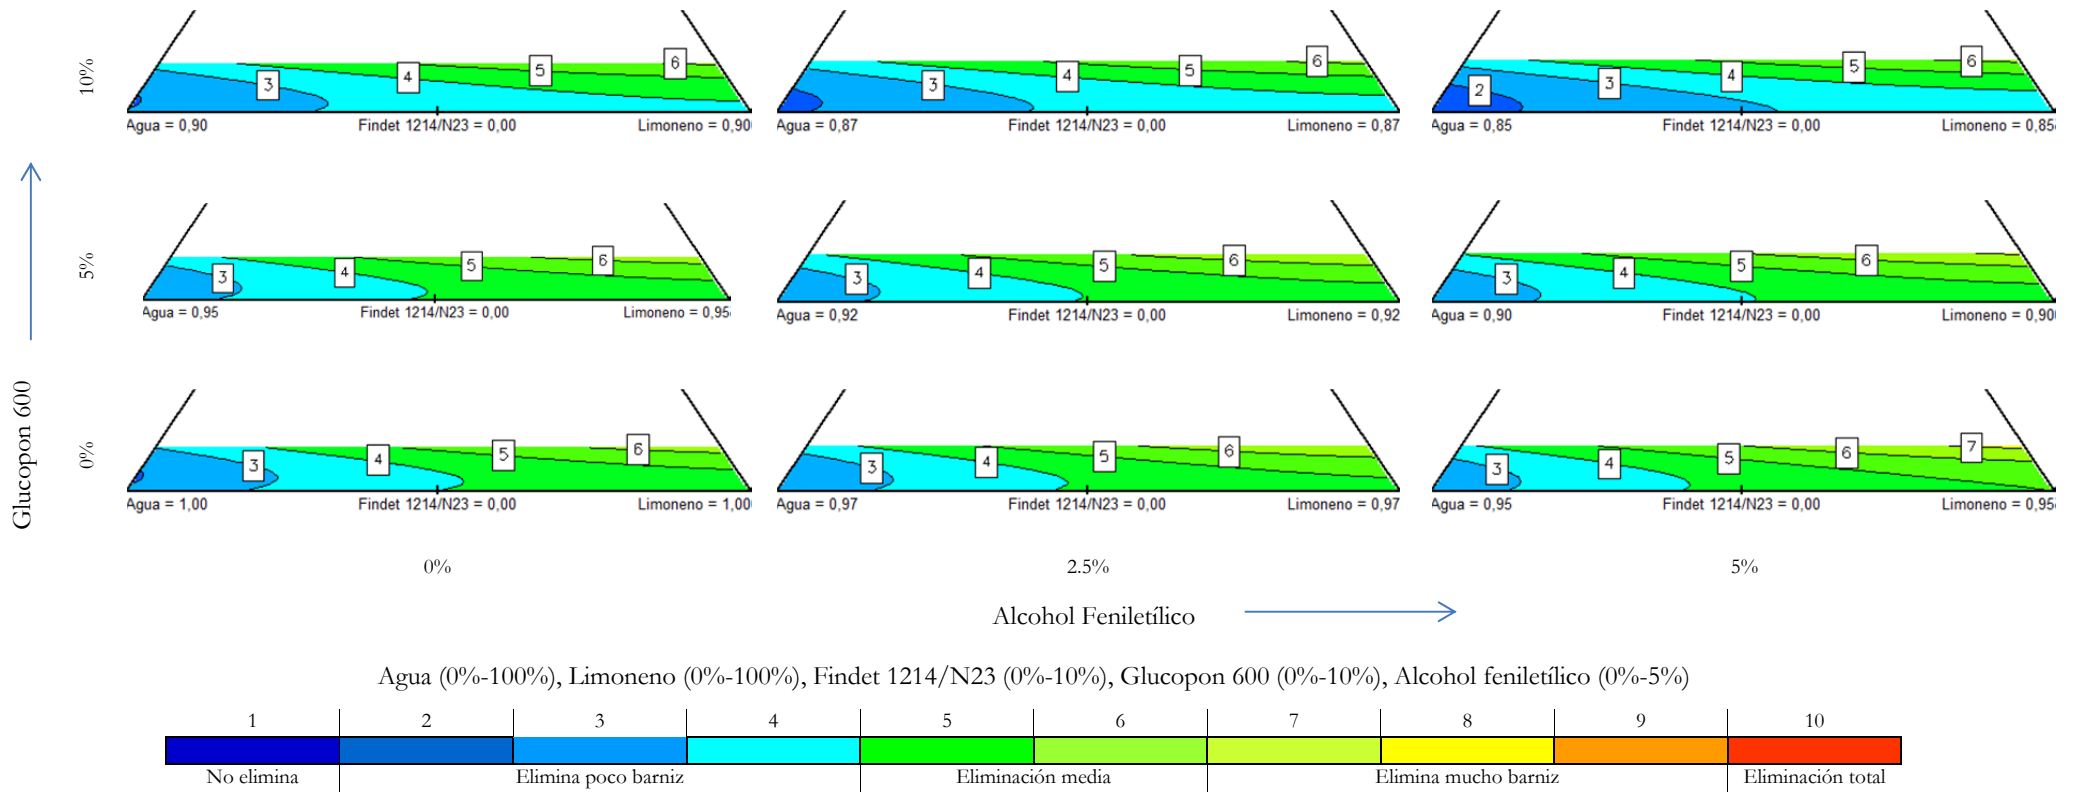 10%
3
4
5
6
Agua = 0,90
Findet 1214/N23 = 0,00
Limoneno = 0,90
3
4
5
6
Agua = 0,87
Findet 1214/N23 = 0,00
Limoneno = 0,87
2
3
4
5
6
Agua = 0,85
Findet 1214/N23 = 0,00
Limoneno = 0,85
5%
3
4
5
6
Agua = 0,95
Findet 1214/N23 = 0,00
Limoneno = 0,95
3
4
5
6
Agua = 0,92
Findet 1214/N23 = 0,00
Limoneno = 0,92
3
4
5
6
Agua = 0,90
Findet 1214/N23 = 0,00
Limoneno = 0,90
Glucopon 600
0%
3
4
5
6
Agua = 1,00
Findet 1214/N23 = 0,00
Limoneno = 1,00
3
4
5
6
Agua = 0,97
Findet 1214/N23 = 0,00
Limoneno = 0,97
3
4
5
6
7
Agua = 0,95
Findet 1214/N23 = 0,00
Limoneno = 0,95
0%
2.5%
5%
Alcohol Feniletílico
Agua (0%-100%), Limoneno (0%-100%), Findet 1214/N23 (0%-10%), Glucopon 600 (0%-10%), Alcohol feniletílico (0%-5%)
1 2 3 4 5 6 7 8 9 10
No elimina Elimina poco barniz Eliminación media Elimina mucho barniz Eliminación total